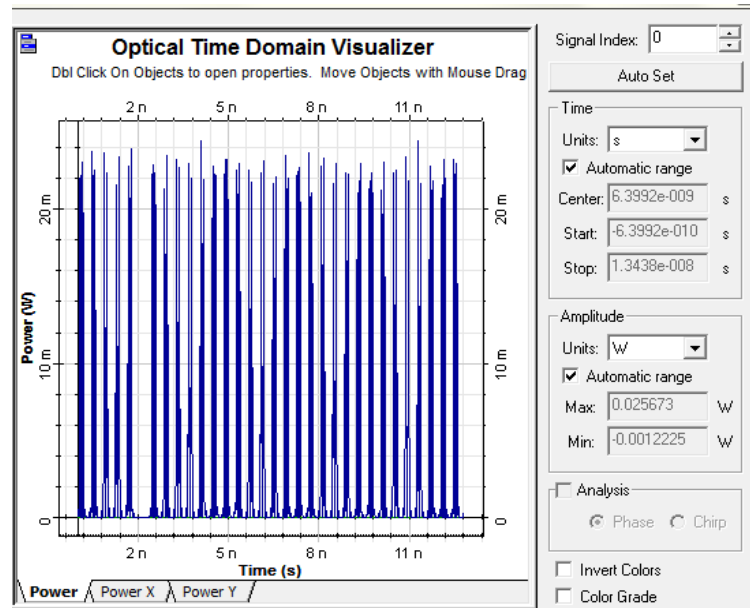 Optical Time Domain Visualizer
Dbl Click On Objects to open properties.  Move Objects with Mouse Drag
2 n 5 n 8 n 11 n
20 m 20 m
Power (W)
10 m 10 m
0 0
2 n 5 n 8 n 11 n
Time (s)
Power Power X Power Y
Signal Index: 0
Auto Set
Time
Units: s
Automatic range
Center: 6.3992e-009 s
Start: -6.3992e-010 s
Stop: 1.3438e-008 s
Amplitude
Units: W
Automatic range
Max: 0.025673 W
Min: -0.0012225 W
Analysis
Phase Chirp
Invert Colors
Color Grade